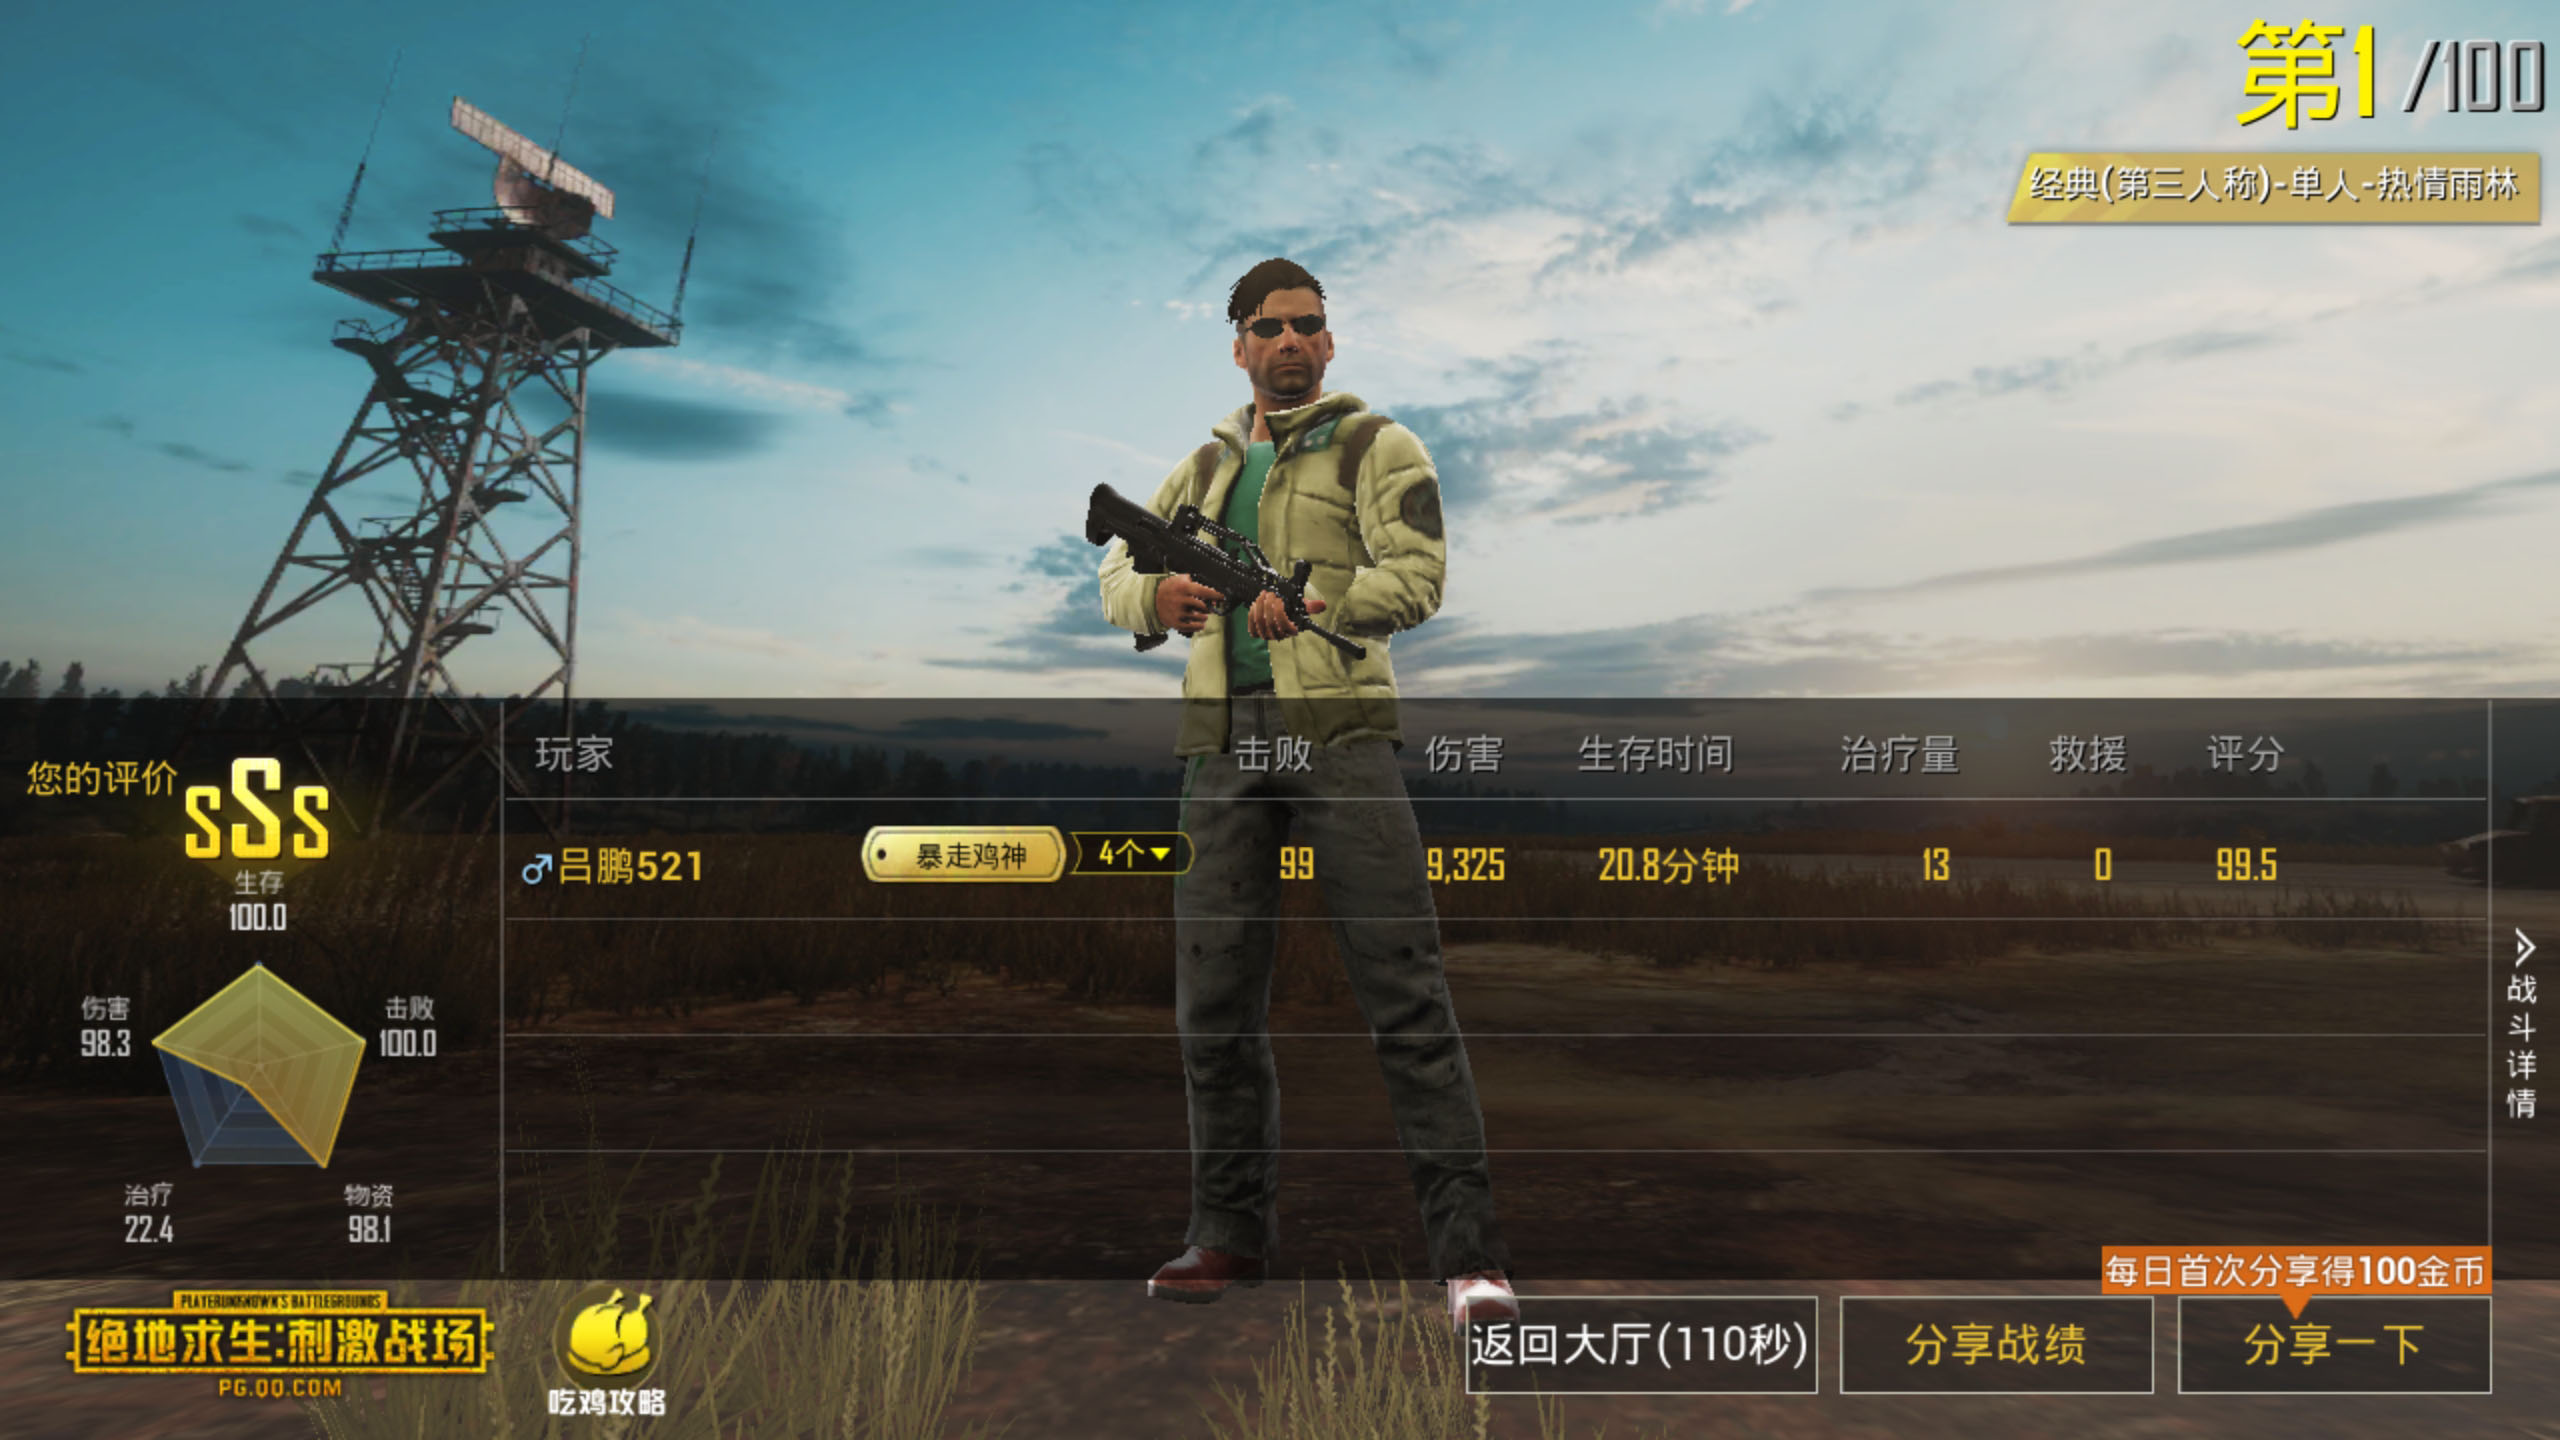 第1/100
经典(第三人称)-单人-热情雨林
您的评价 SSS
生存
100.0
伤害
98.3
击败
100.0
治疗
22.4
物资
98.1
玩家 击败 伤害 生存时间 治疗量 救援 评分
♂吕鹏521 暴走鸡神 4个 99 9,325 20.8分钟 13 0 99.5
战斗详情
每日首次分享得100金币
PLAYERUNKNOWN'S BATTLEGROUNDS
绝地求生:刺激战场
PG.QQ.COM
吃鸡攻略
返回大厅(110秒)
分享战绩
分享一下